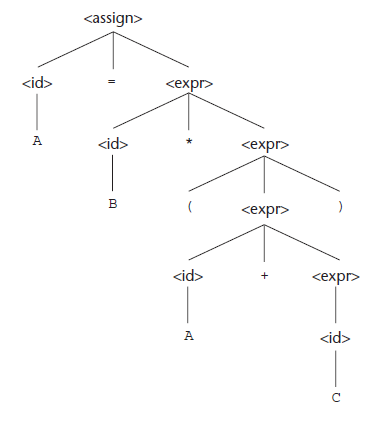 <assign>
<id> = <expr>
A <id> * <expr>
B ( <expr> )
<id> + <expr>
A <id>
C